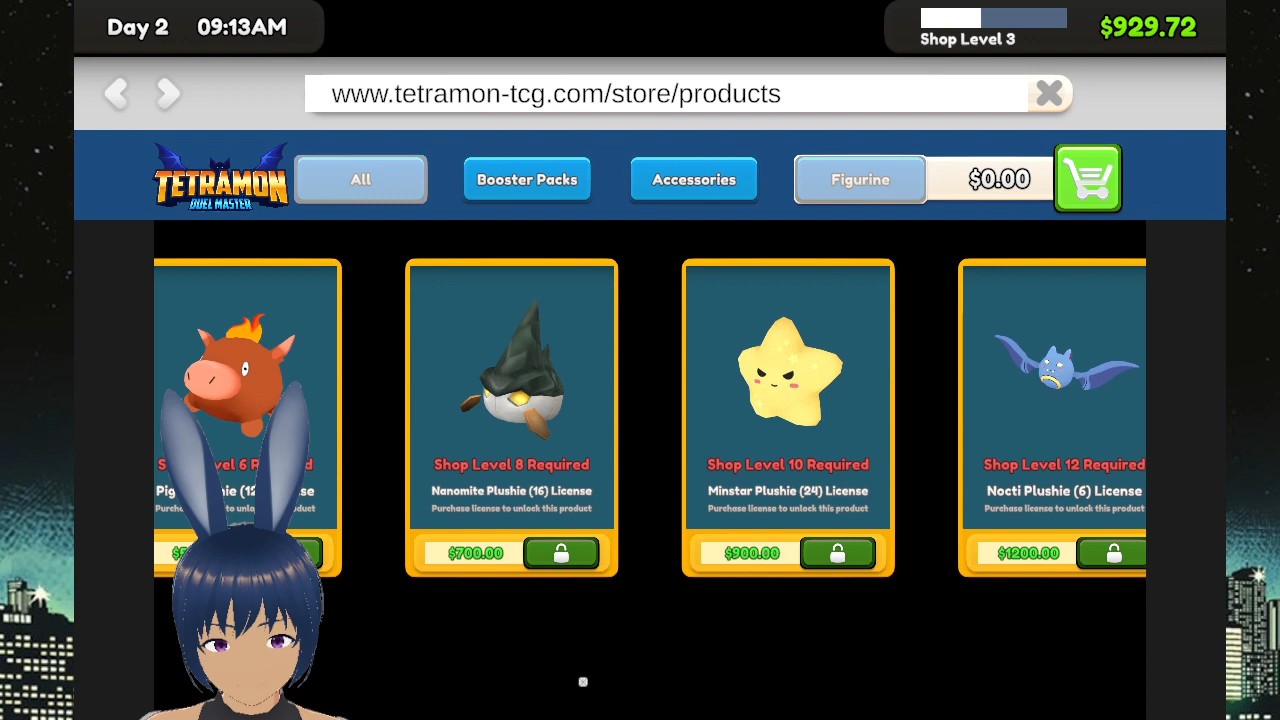 Day 2 09:13AM
Shop Level 3
$929.72
www.tetramon-tcg.com/store/products
TETRAMON
DUEL MASTER
All
Booster Packs
Accessories
Figurine
$0.00
Shop Level 8 Required
Nanomite Plushie (16) License
Purchase license to unlock this product
$700.00
Shop Level 10 Required
Minstar Plushie (24) License
Purchase license to unlock this product
$900.00
Shop Level 12 Required
Nocti Plushie (6) License
Purchase license to unlock this product
$1200.00